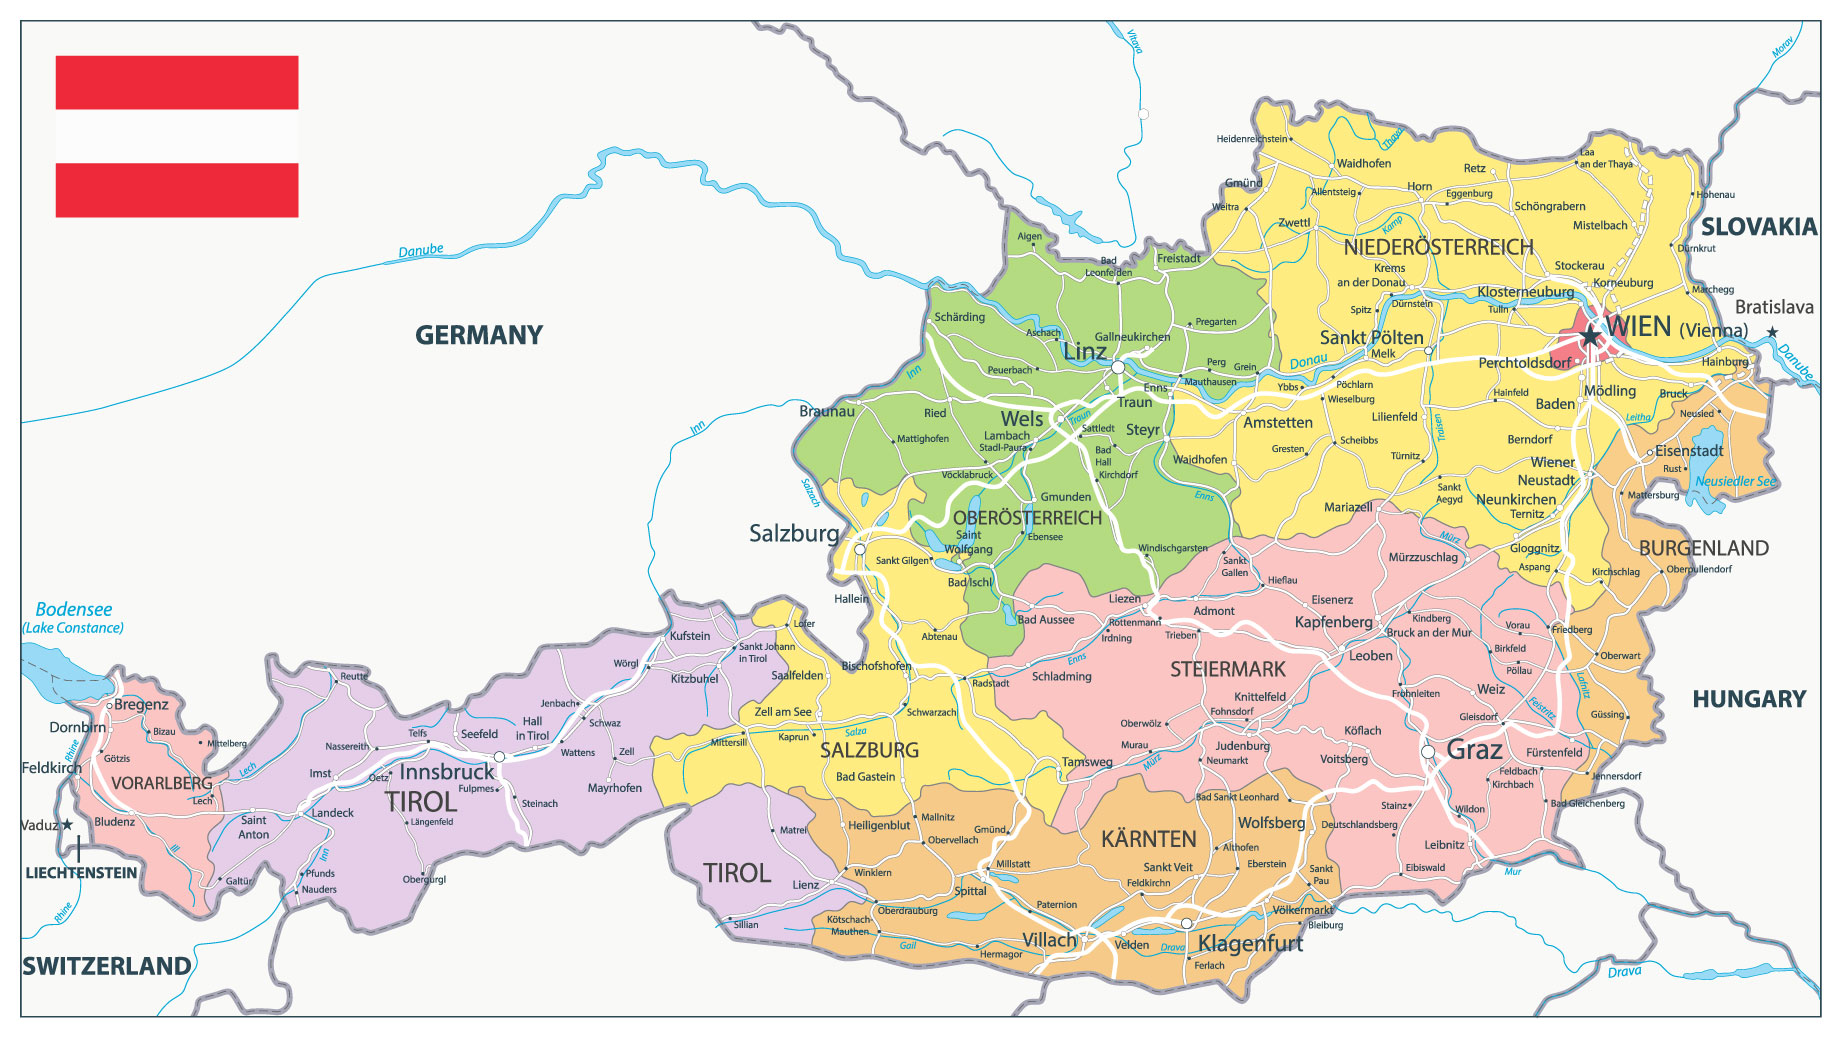 Vltava
Morav
Heidenreichstein
Thaya
Laa
an der Thaya
Waidhofen
Retz
Gmünd
Allentsteig
Horn
Eggenburg
Hohenau
Weitra
Schöngrabern
Zwettl
Kamp
Mistelbach
SLOVAKIA
Aigen
Danube
NIEDERÖSTERREICH
Dürnkrut
Bad
Leonfelden
Freistadt
Krems
an der Donau
Stockerau
Korneuburg
Klosterneuburg
Marchegg
Dürnstein
Spitz
Tulln
Bratislava
Schärding
Pregarten
WIEN (Vienna)
GERMANY
Aschach
Gallneukirchen
Sankt Pölten
Linz
Melk
Donau
Danube
Perchtoldsdorf
Hainburg
Inn
Peuerbach
Perg
Grein
Mauthausen
Enns
Ybbs
Pöchlarn
Wieselburg
Hainfeld
Mödling
Bruck
Baden
Braunau
Ried
Traun
Wels
Traun
Neusied
Lilienfeld
Traisen
Leitha
Inn
Sattledt
Steyr
Amstetten
Mattighofen
Lambach
Stadl-Paura
Scheibbs
Berndorf
Gresten
Türnitz
Eisenstadt
Bad
Hall
Kirchdorf
Waidhofen
Wiener
Neustadt
Rust
Vöcklabruck
Neusiedler See
Salzach
Gmunden
Enns
Sankt
Aegyd
Mattersburg
Neunkirchen
Ternitz
Mariazell
OBERÖSTERREICH
Salzburg
Saint
Wolfgang
Ebensee
Mürz
Gloggnitz
BURGENLAND
Sankt Gilgen
Windischgarsten
Sankt
Gallen
Mürzzuschlag
Aspang
Kirchschlag
Oberpullendorf
Bad Ischl
Hieflau
Hallein
Liezen
Eisenerz
Bodensee
(Lake Constance)
Admont
Kapfenberg
Kindberg
Bad Aussee
Rottenmann
Vorau
Friedberg
Lofer
Abtenau
Irdning
Trieben
Bruck an der Mur
Kufstein
Sankt Johann
in Tirol
Birkfeld
Leoben
Oberwart
Wörgl
Bischofshofen
Enns
STEIERMARK
Pöllau
Reutte
Kitzbuhel
Saalfelden
Schladming
Radstadt
Lafnitz
Fröhnleiten
Weiz
HUNGARY
Bregenz
Jenbach
Knittelfeld
Fohnsdorf
Feistritz
Zell am See
Schwarzach
Gleisdorf
Güssing
Dornbirn
Bizau
Schwaz
Oberwölz
Hall
in Tirol
Telfs
Seefeld
Salza
Köflach
Mittelberg
Nassereith
Wattens
Zell
Mittersill
Kaprun
SALZBURG
Murau
Judenburg
Graz
Fürstenfeld
Rhine
Götzis
Voitsberg
Feldkirch
Lech
Tamsweg
Mürz
Neumarkt
Imst
Oetz
Innsbruck
Bad Gastein
Feldbach
Kirchbach
Jennersdorf
VORARLBERG
Fulpmes
Mayrhofen
Lech
TIROL
Steinach
Bad Sankt Leonhard
Stainz
Wildon
Bad Gleichenberg
Landeck
Vaduz
Bludenz
Saint
Anton
Längenfeld
Mallnitz
Heiligenblut
Matrei
Gmünd
KÄRNTEN
Wolfsberg
Deutschlandsberg
Obervellach
Althofen
Leibnitz
Ill
Inn
LIECHTENSTEIN
Pfunds
TIROL
Winklern
Millstatt
Sankt Veit
Eberstein
Sankt
Pau
Eibiswald
Mur
Galtür
Nauders
Obergurgl
Lienz
Spittal
Feldkirchn
Rhine
Oberdrauburg
Paternion
Völkermarkt
Kötschach
Mauthen
Sillian
Bleiburg
Villach
Velden
Drava
Klagenfurt
Gail
Hermagor
Ferlach
SWITZERLAND
Drava